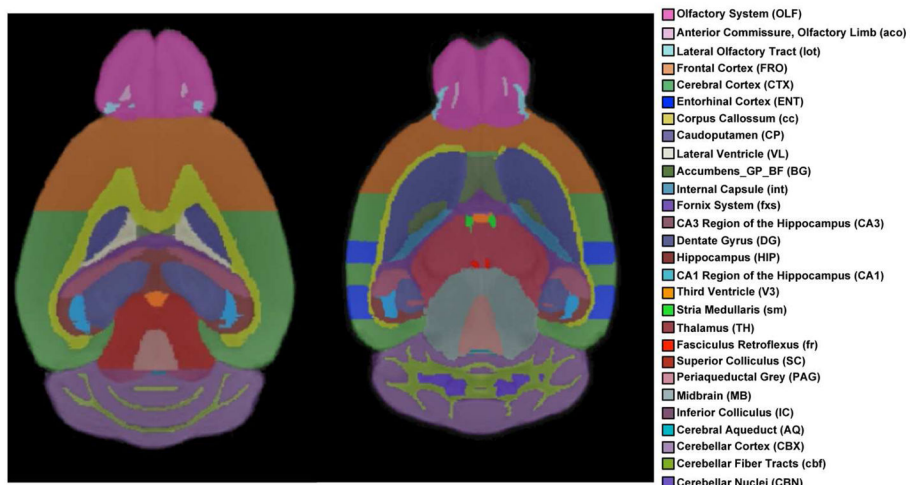 Olfactory System (OLF)
Anterior Commissure, Olfactory Limb (aco)
Lateral Olfactory Tract (lot)
Frontal Cortex (FRO)
Cerebral Cortex (CTX)
Entorhinal Cortex (ENT)
Corpus Callossum (cc)
Caudoputamen (CP)
Lateral Ventricle (VL)
Accumbens_GP_BF (BG)
Internal Capsule (int)
Fornix System (fxs)
CA3 Region of the Hippocampus (CA3)
Dentate Gyrus (DG)
Hippocampus (HIP)
CA1 Region of the Hippocampus (CA1)
Third Ventricle (V3)
Stria Medullaris (sm)
Thalamus (TH)
Fasciculus Retroflexus (fr)
Superior Colliculus (SC)
Periaqueductal Grey (PAG)
Midbrain (MB)
Inferior Colliculus (IC)
Cerebral Aqueduct (AQ)
Cerebellar Cortex (CBX)
Cerebellar Fiber Tracts (cbf)
Cerebellar Nuclei (CBN)